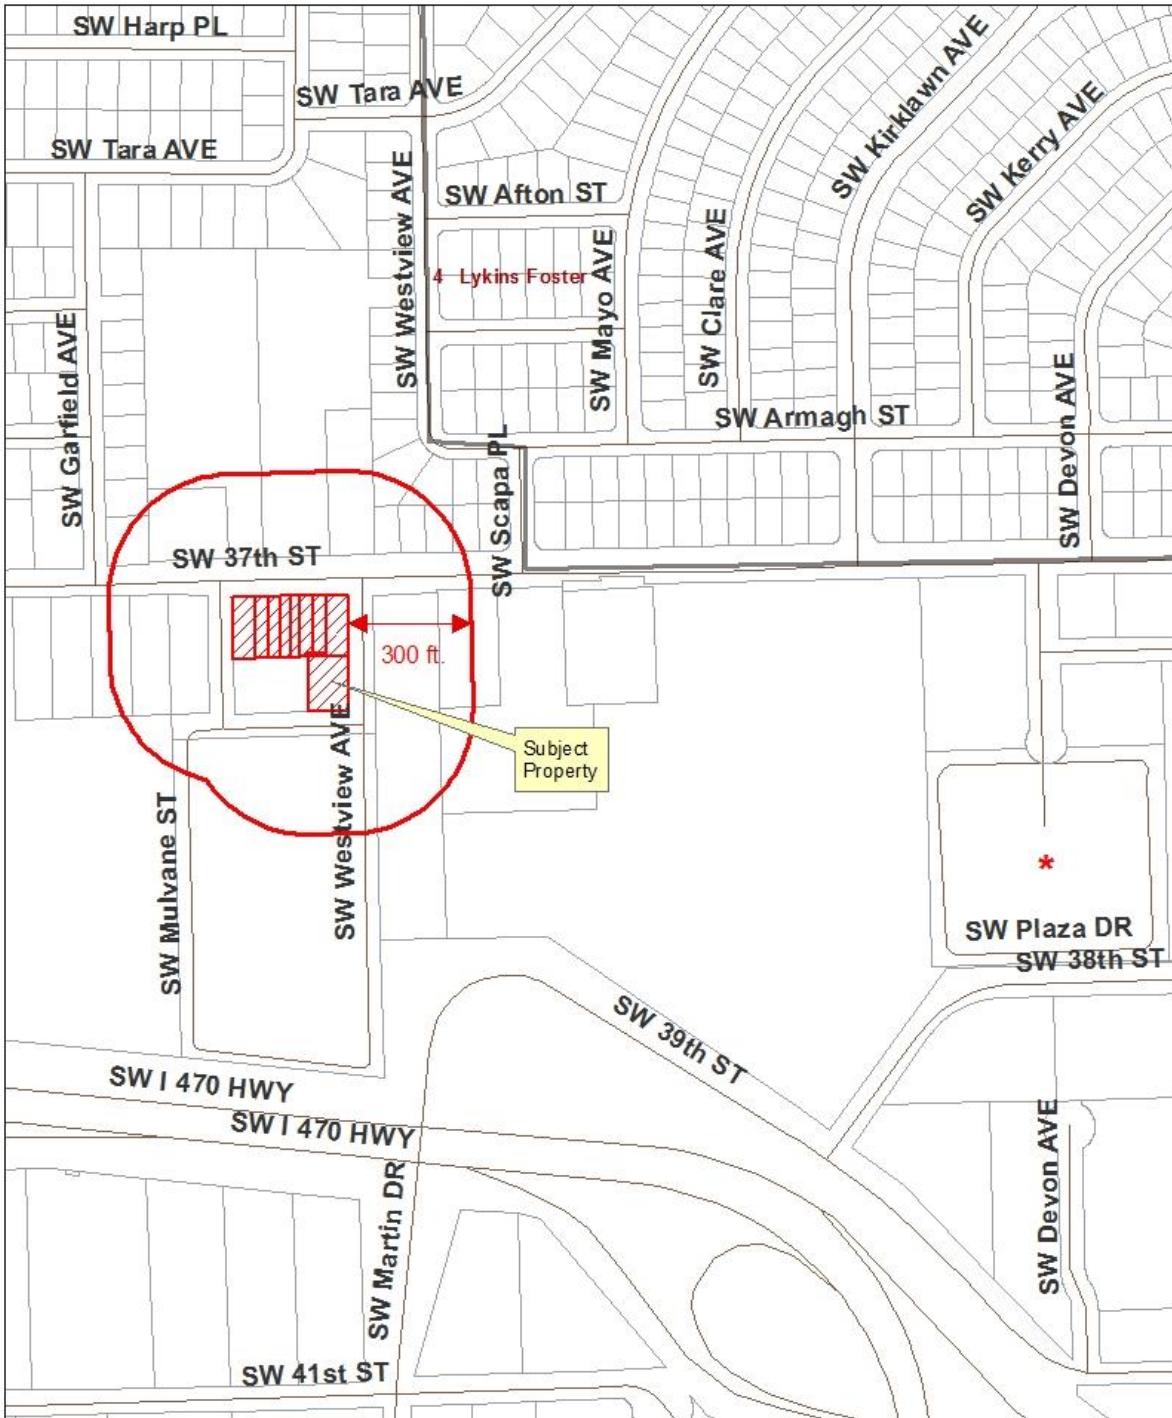 SW Harp PL
SW Tara AVE
SW Tara AVE
SW Kirklawn AVE
SW Kerry AVE
SW Afton ST
SW Westview AVE
SW Mayo AVE
SW Clare AVE
4 Lykins Foster
SW Garfield AVE
SW Armagh ST
SW Devon AVE
SW Scapa PL
SW 37th ST
300 ft.
Subject
Property
SW Westview AVE
SW Mulvane ST
*
SW Plaza DR
SW 38th ST
SW 39th ST
SW I 470 HWY
SW I 470 HWY
SW Martin DR
SW Devon AVE
SW 41st ST